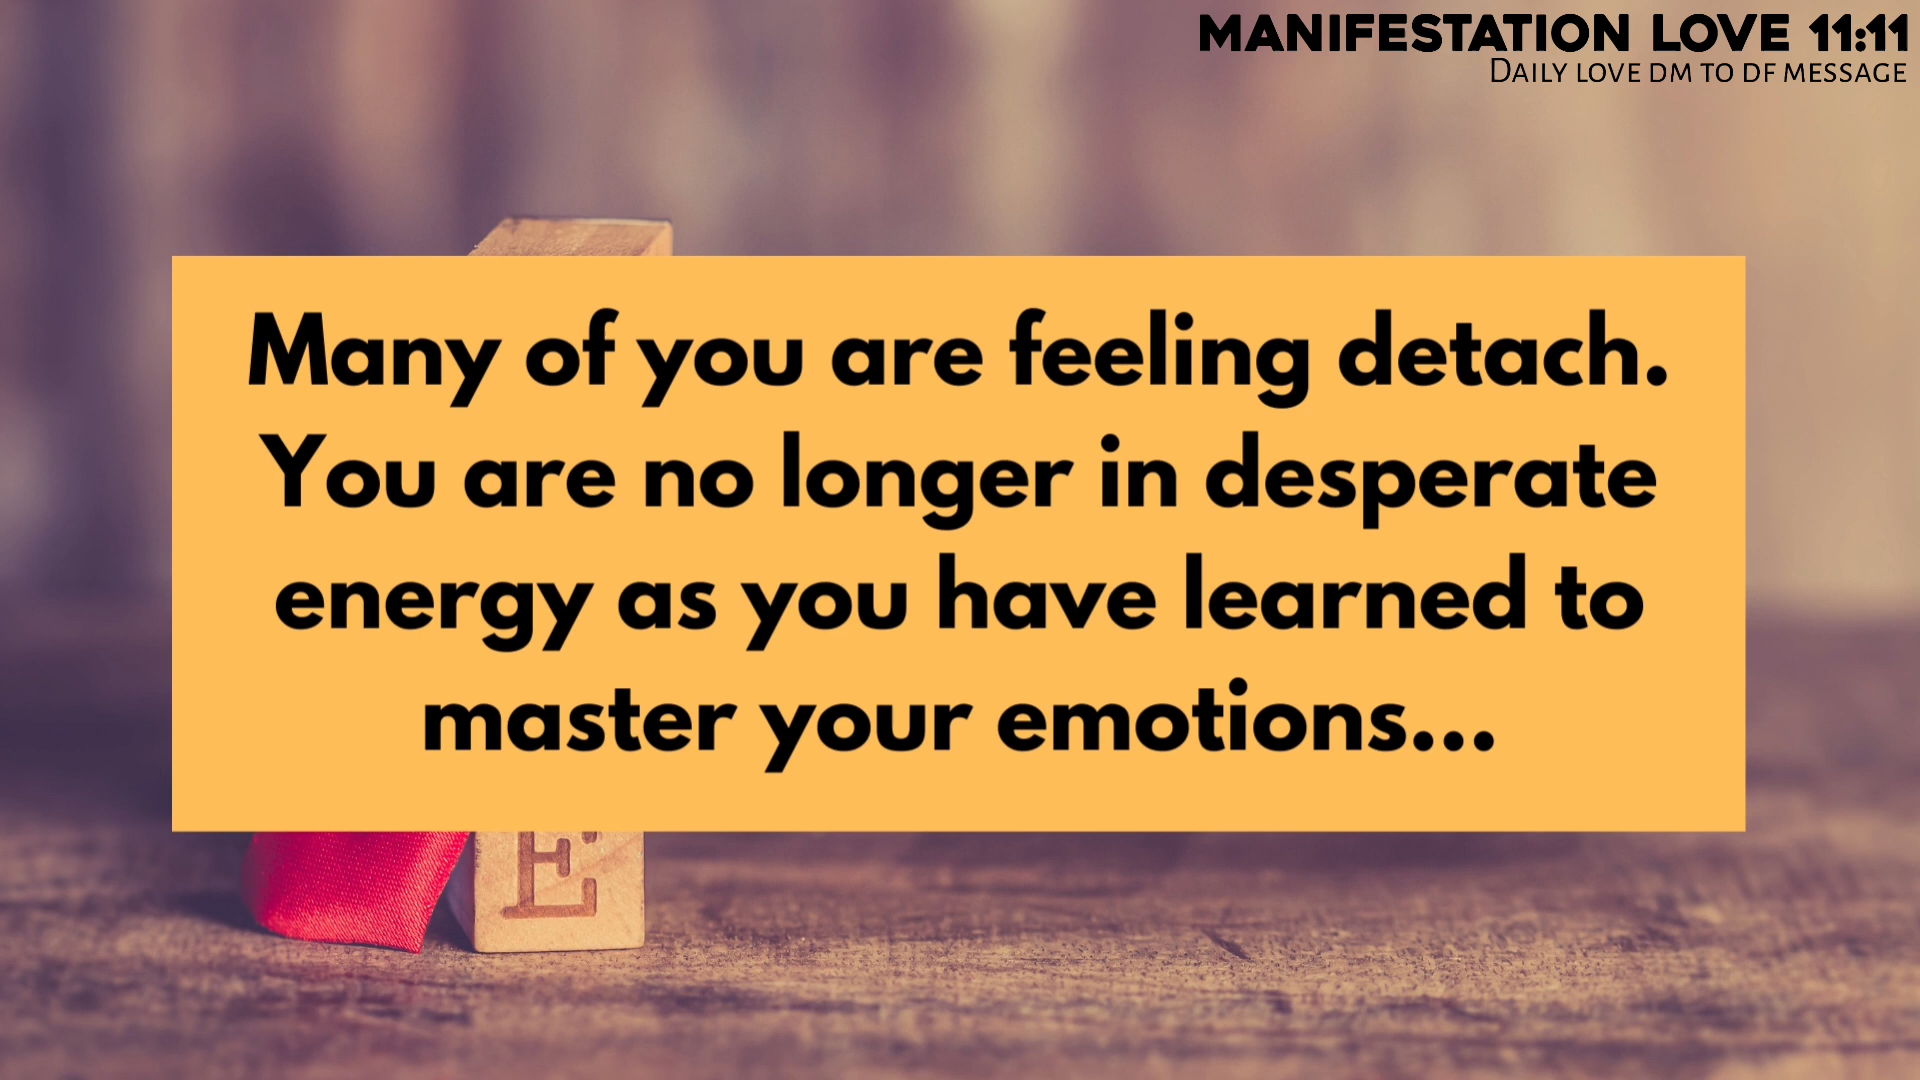 MANIFESTATION LOVE 11:11
DAILY LOVE DM TO DF MESSAGE
Many of you are feeling detach.
You are no longer in desperate
energy as you have learned to
master your emotions...
E